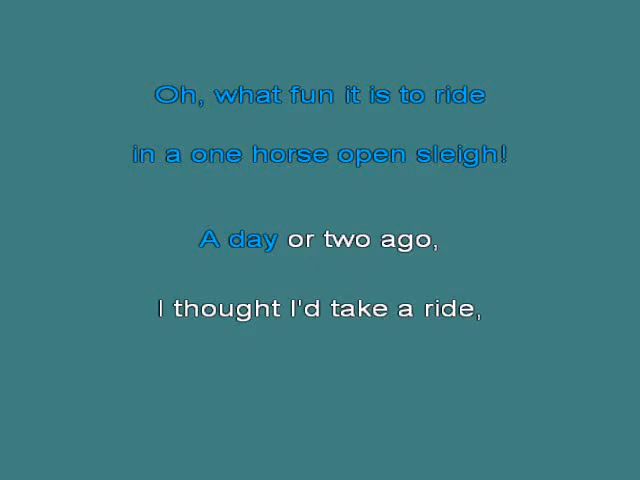 Oh, what fun it is to ride
in a one horse open sleigh!
A day or two ago,
I thought I'd take a ride,